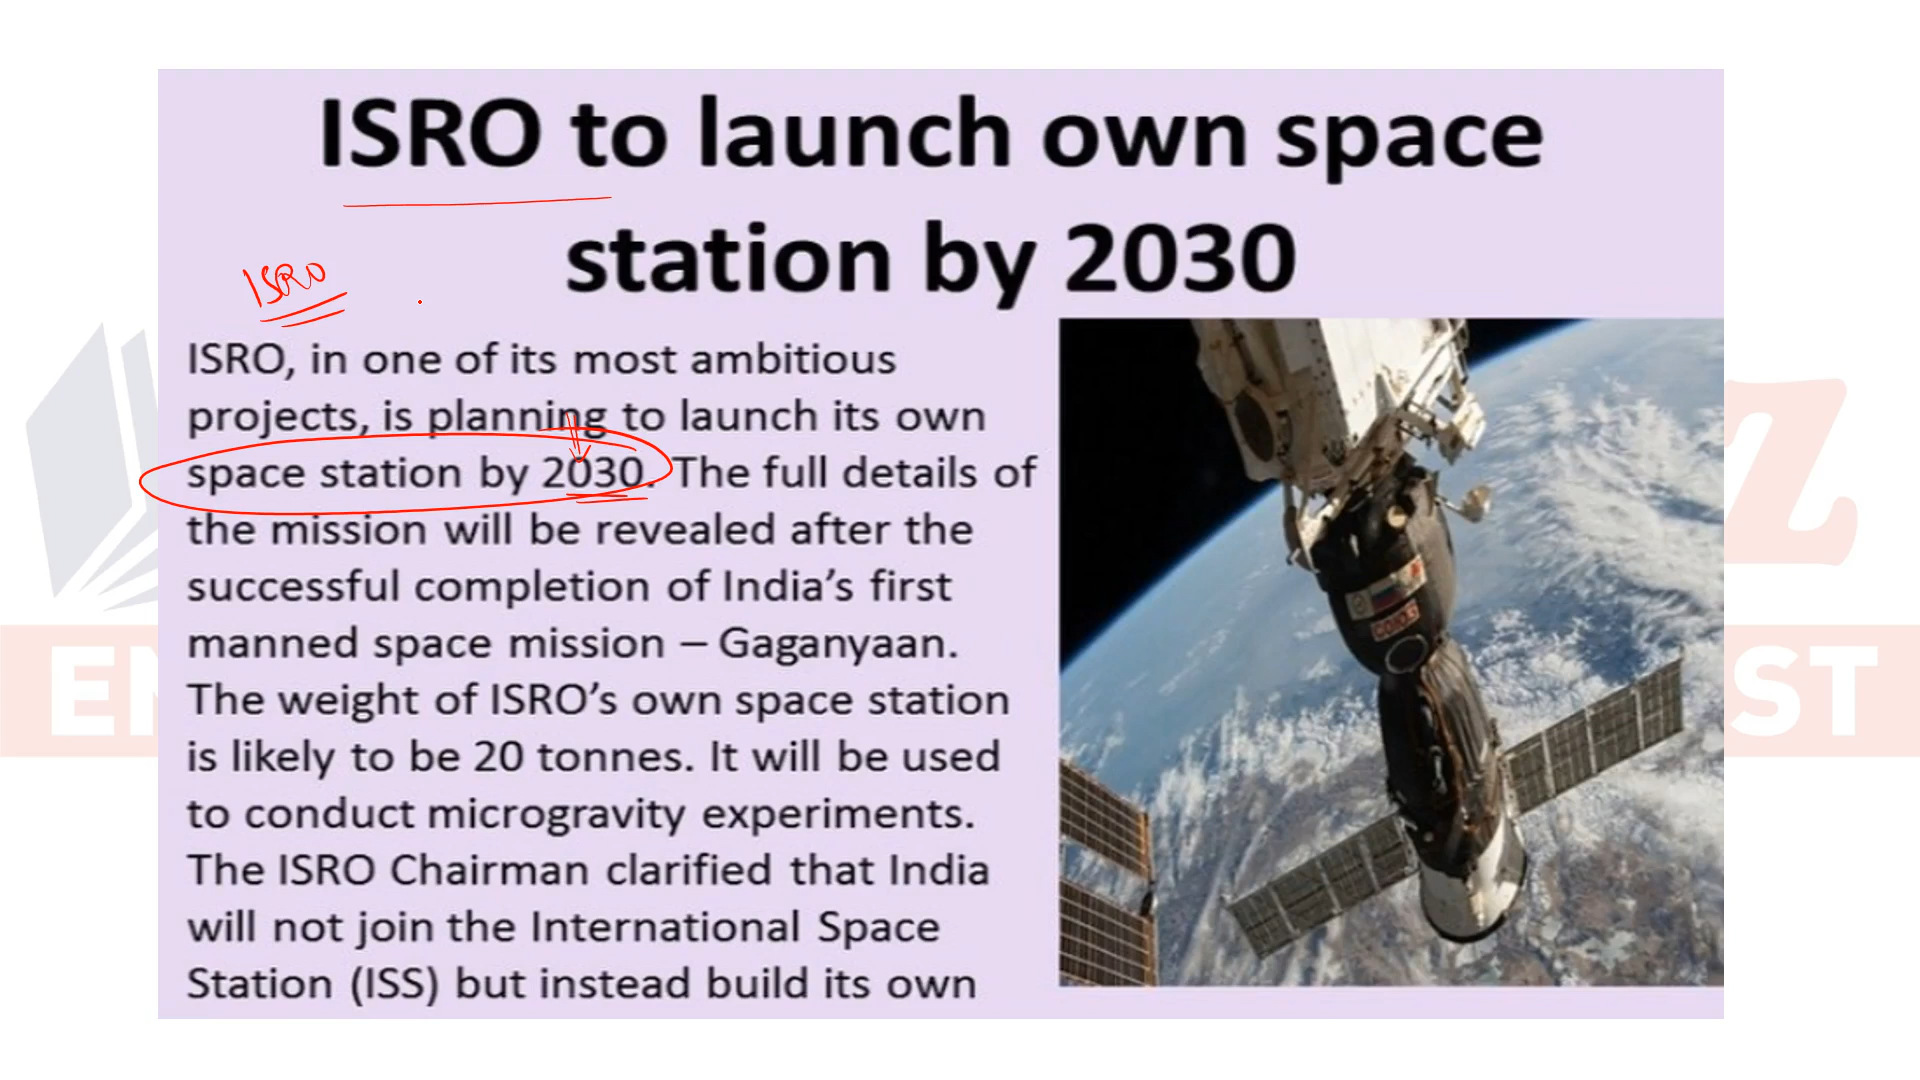 ISRO to launch own space
station by 2030
ISRO
ISRO, in one of its most ambitious
projects, is planning to launch its own
space station by 2030. The full details of
the mission will be revealed after the
successful completion of India’s first
manned space mission – Gaganyaan.
The weight of ISRO’s own space station
is likely to be 20 tonnes. It will be used
to conduct microgravity experiments.
The ISRO Chairman clarified that India
will not join the International Space
Station (ISS) but instead build its own